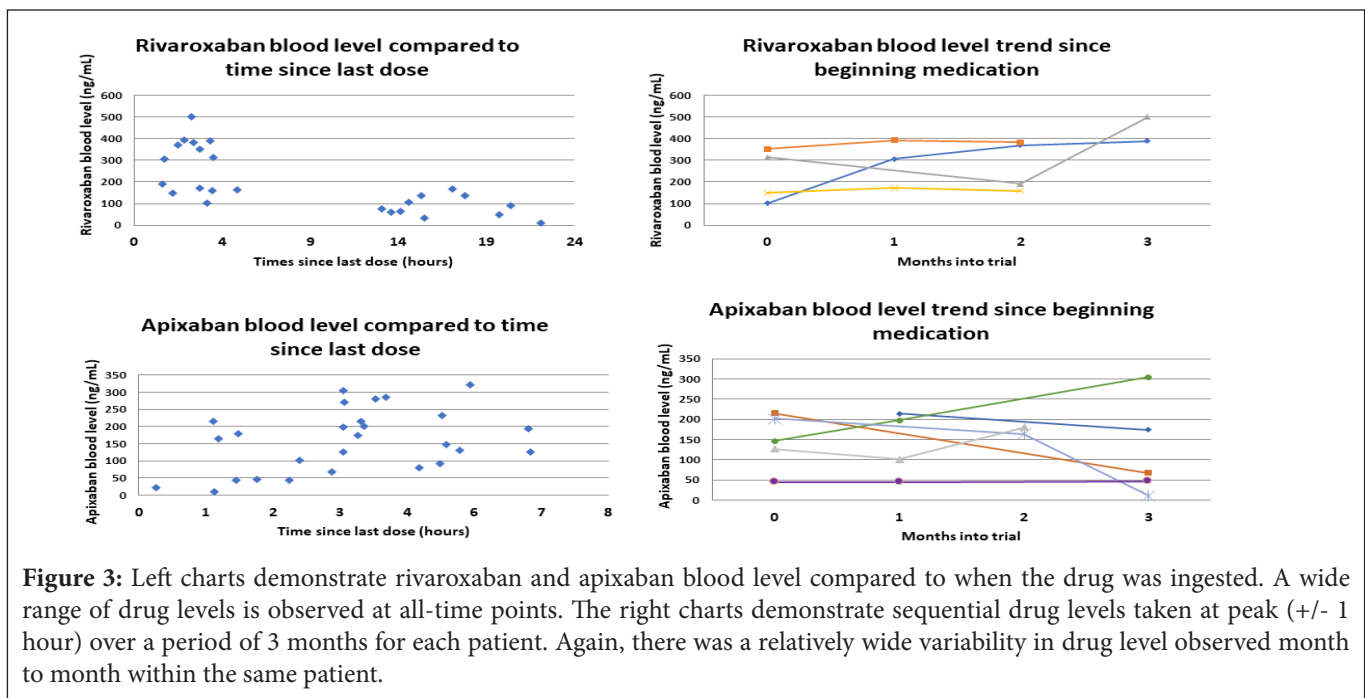 Rivaroxaban blood level compared to
time since last dose
Rivaroxaban blood level (ng/mL)
600
500
400
300
200
100
0
0
4
9
14
19
24
Times since last dose (hours)
Rivaroxaban blood level trend since
beginning medication
Rivaroxaban blod level (ng/mL)
600
500
400
300
200
100
0
0
1
2
3
Months into trial
Apixaban blood level compared to time
since last dose
Apixaban blood level (ng/mL)
350
300
250
200
150
100
50
0
0
1
2
3
4
5
6
7
8
Time since last dose (hours)
Apixaban blood level trend since beginning
medication
Apixaban blood level (ng/mL)
350
300
250
200
150
100
50
0
0
1
2
3
Months into trial
Figure 3: Left charts demonstrate rivaroxaban and apixaban blood level compared to when the drug was ingested. A wide
range of drug levels is observed at all-time points. The right charts demonstrate sequential drug levels taken at peak (+/- 1
hour) over a period of 3 months for each patient. Again, there was a relatively wide variability in drug level observed month
to month within the same patient.